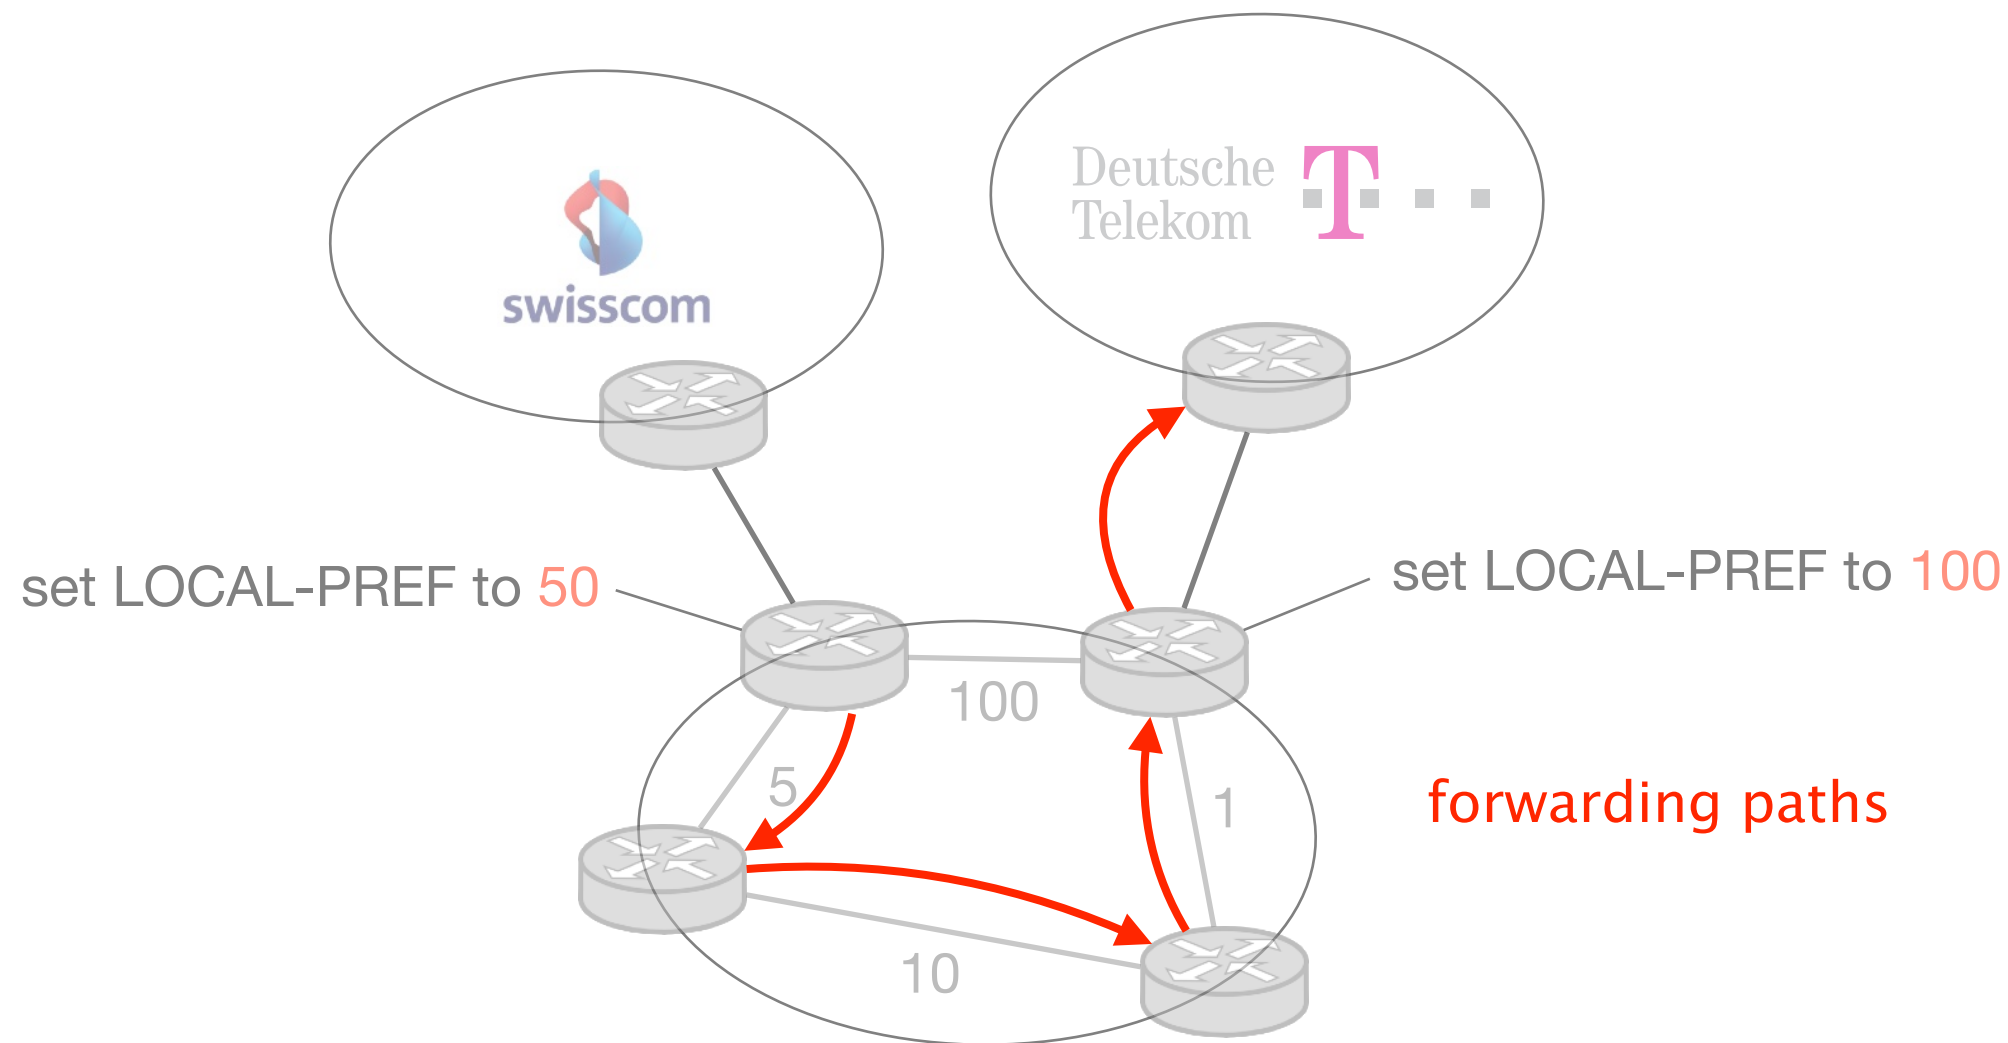 Deutsche
Telekom
T
swisscom
set LOCAL-PREF to 50
set LOCAL-PREF to 100
100
5
1
forwarding paths
10